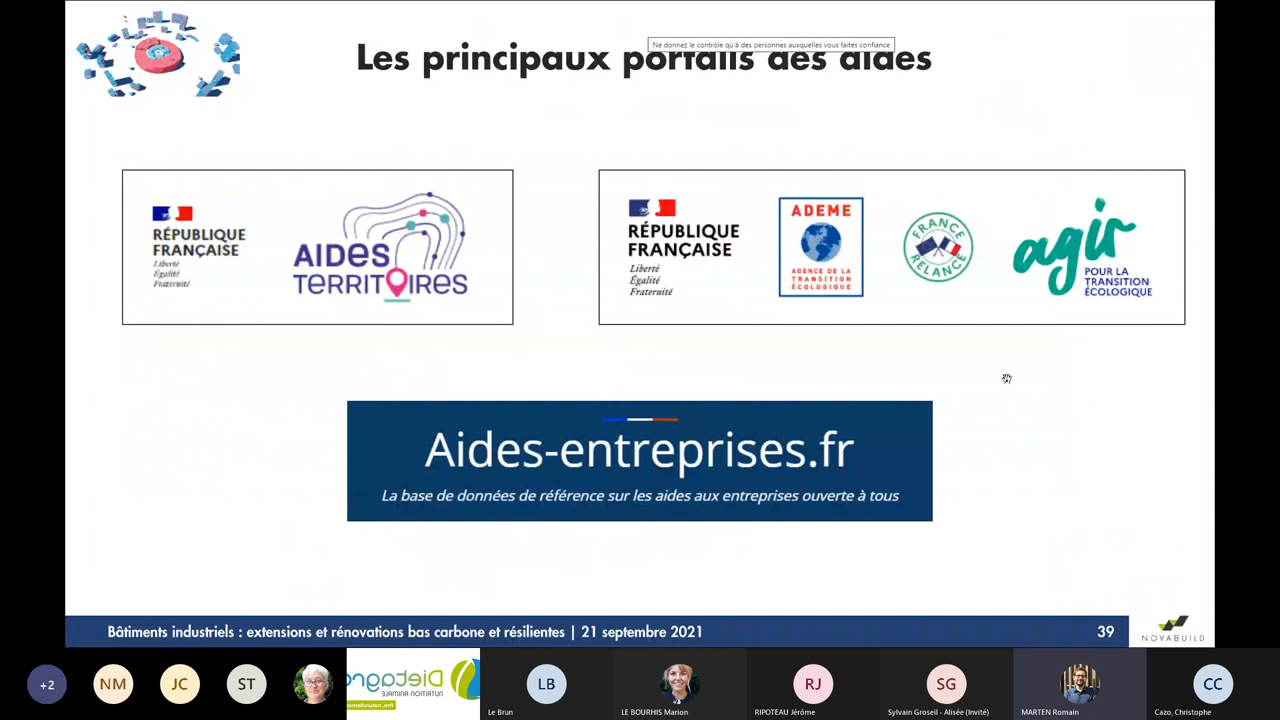 Les principaux portails des aides
Ne donnez le contrôle qu'à des personnes auxquelles vous faites confiance
RÉPUBLIQUE
FRANÇAISE
Liberté
Égalité
Fraternité
AIDES
TERRITOIRES
RÉPUBLIQUE
FRANÇAISE
Liberté
Égalité
Fraternité
ADEME
AGENCE DE LA
TRANSITION
ÉCOLOGIQUE
FRANCE
RELANCE
agir
POUR LA
TRANSITION
ÉCOLOGIQUE
Aides-entreprises.fr
La base de données de référence sur les aides aux entreprises ouverte à tous
Bâtiments industriels : extensions et rénovations bas carbone et résilientes | 21 septembre 2021
39
NOVABUILD
+2
NM
JC
ST
Dietagro
NUTRITION ANIMALE
LB
Le Brun
LE BOURHIS Marion
RJ
RIPOTEAU Jérôme
SG
Sylvain Groseil - Alisée (Invité)
MARTEN Romain
CC
Cazo, Christophe